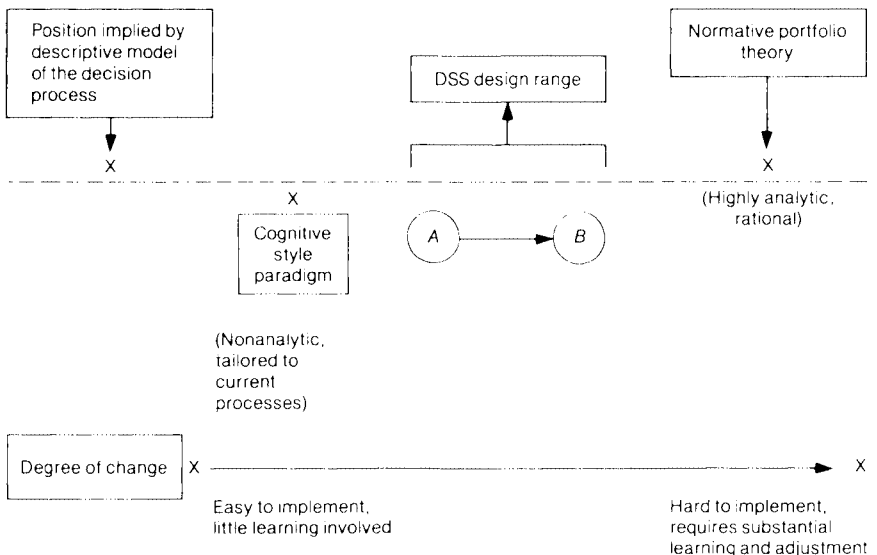 Position implied by
descriptive model
of the decision
process
X
DSS design range
Normative portfolio
theory
X
(Highly analytic,
rational)
X
Cognitive
style
paradigm
A
B
(Nonanalytic,
tailored to
current
processes)
Degree of change
X
X
Easy to implement,
little learning involved
Hard to implement,
requires substantial
learning and adjustment